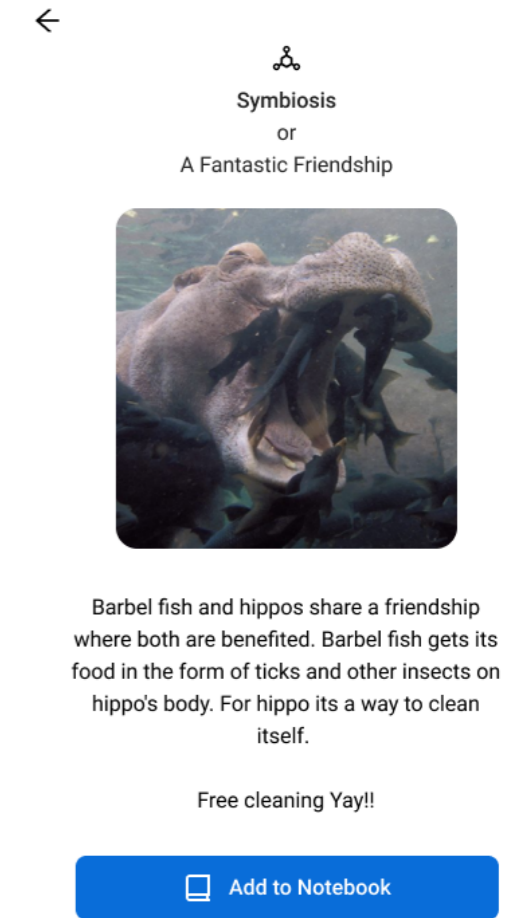 Symbiosis
or
A Fantastic Friendship
Barbel fish and hippos share a friendship
where both are benefited. Barbel fish gets its
food in the form of ticks and other insects on
hippo's body. For hippo its a way to clean
itself.
Free cleaning Yay!!
Add to Notebook